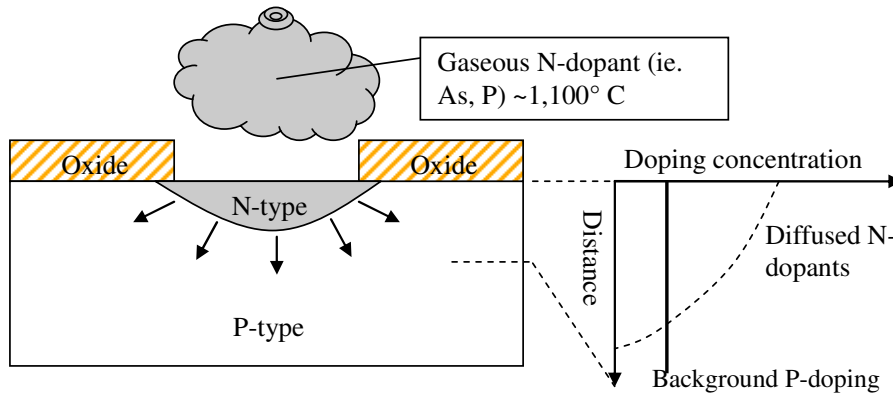 Gaseous N-dopant (ie.
As, P) ~1,100° C
Oxide
Oxide
N-type
P-type
Doping concentration
Distance
Diffused N-
dopants
Background P-doping